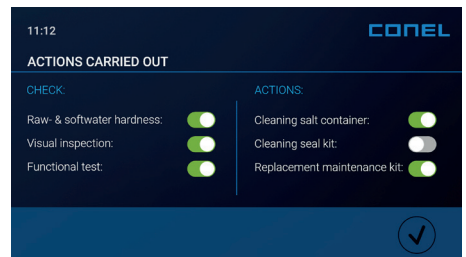 11:12
CONEL
ACTIONS CARRIED OUT
CHECK:
Raw- & softwater hardness:
Visual inspection:
Functional test:
ACTIONS:
Cleaning salt container:
Cleaning seal kit:
Replacement maintenance kit: